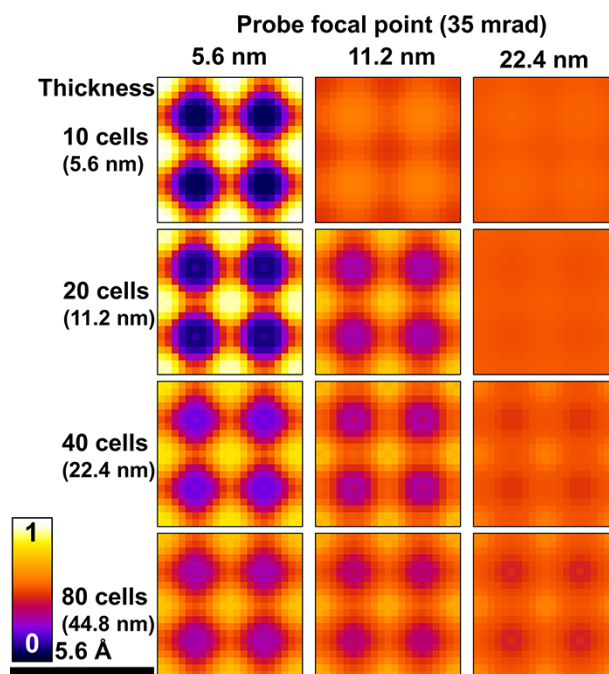 Probe focal point (35 mrad)
5.6 nm 11.2 nm 22.4 nm
Thickness
10 cells
(5.6 nm)
20 cells
(11.2 nm)
40 cells
(22.4 nm)
1
0
80 cells
(44.8 nm)
5.6 Å